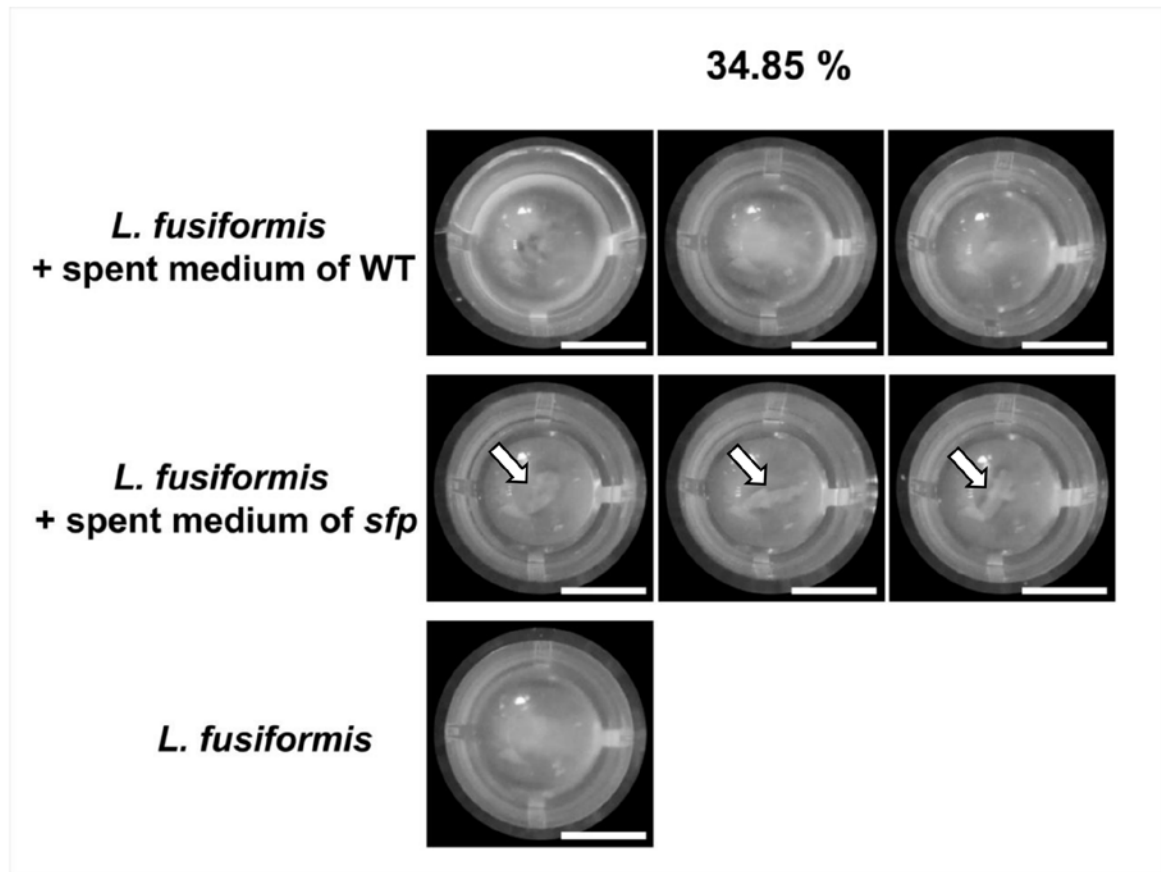 34.85 %
L. fusiformis
+ spent medium of WT
L. fusiformis
+ spent medium of sfp
L. fusiformis